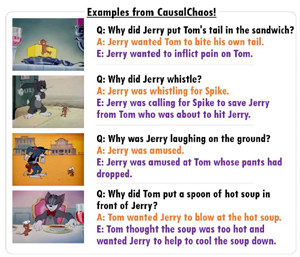 Examples from CausalChaos!
Q: Why did Jerry put Tom's tail in the sandwich?
A: Jerry wanted Tom to bite his own tail.
E: Jerry wanted to inflict pain on Tom.
Q: Why did Jerry whistle?
A: Jerry was whistling for Spike.
E: Jerry was calling for Spike to save Jerry
from Tom who was about to hit Jerry.
Q: Why was Jerry laughing on the ground?
A: Jerry was amused.
E: Jerry was amused at Tom whose pants had
dropped.
Q: Why did Tom put a spoon of hot soup in
front of Jerry?
A: Tom wanted Jerry to blow at the hot soup.
E: Tom thought the soup was too hot and
wanted Jerry to help to cool the soup down.